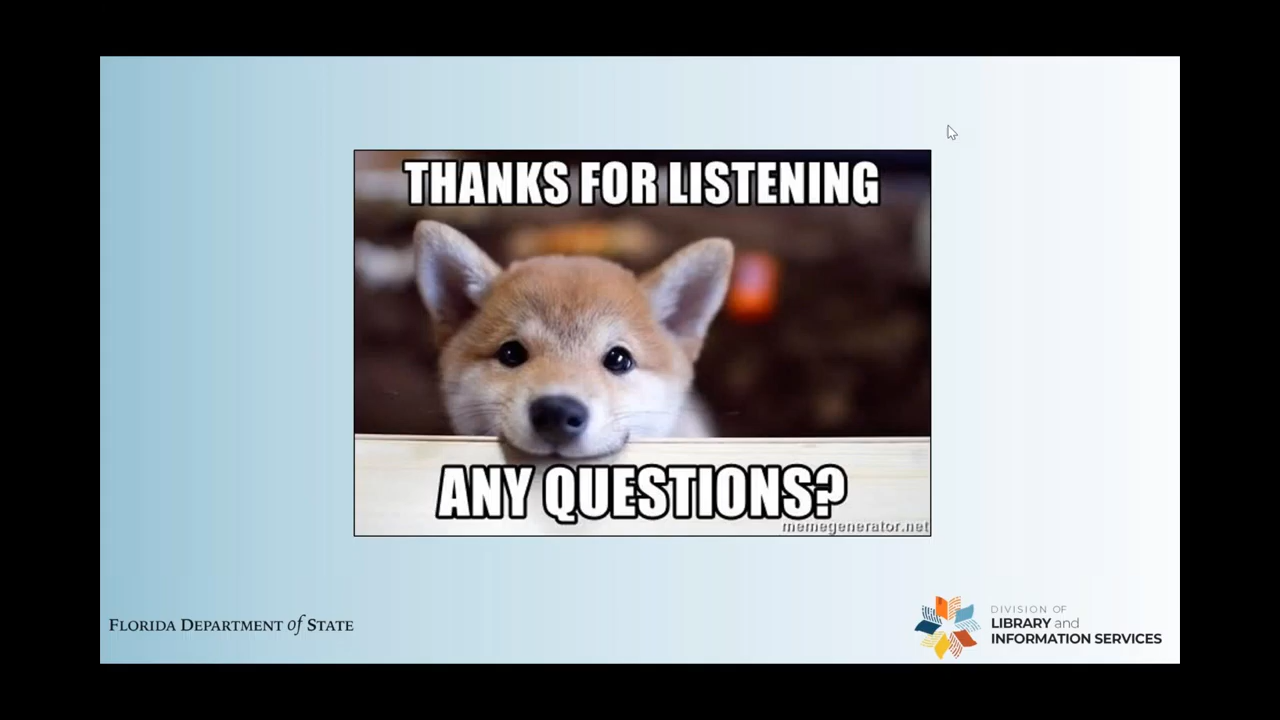 THANKS FOR LISTENING
ANY QUESTIONS?
memegenerator.net
FLORIDA DEPARTMENT of STATE
DIVISION OF
LIBRARY and
INFORMATION SERVICES